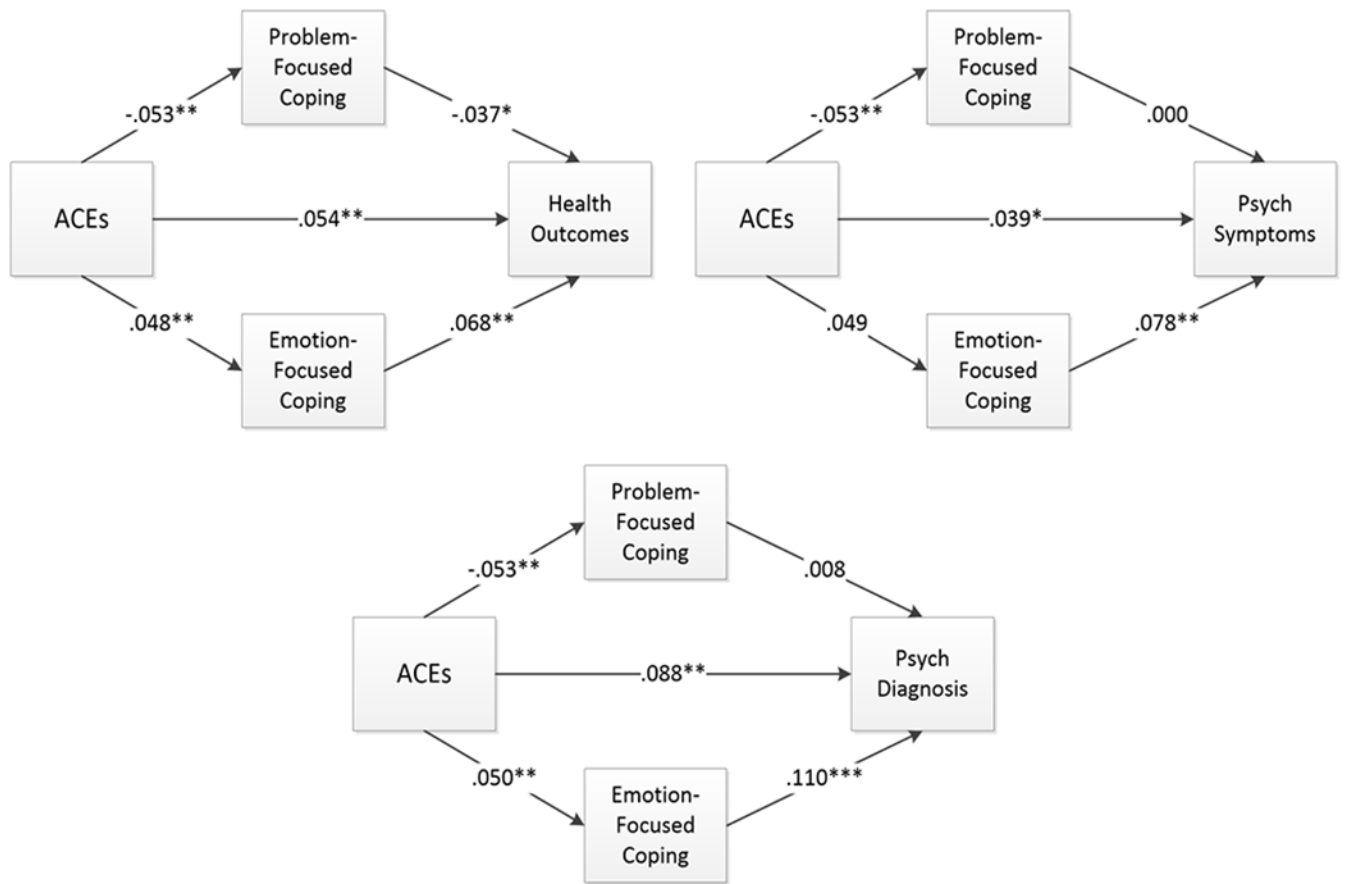 Problem-
Focused
Coping
-.053**
-.037*
ACEs
.054**
Health
Outcomes
.048**
.068**
Emotion-
Focused
Coping
Problem-
Focused
Coping
-.053**
.000
ACEs
.039*
Psych
Symptoms
.049
.078**
Emotion-
Focused
Coping
Problem-
Focused
Coping
-.053**
.008
ACEs
.088**
Psych
Diagnosis
.050**
.110***
Emotion-
Focused
Coping